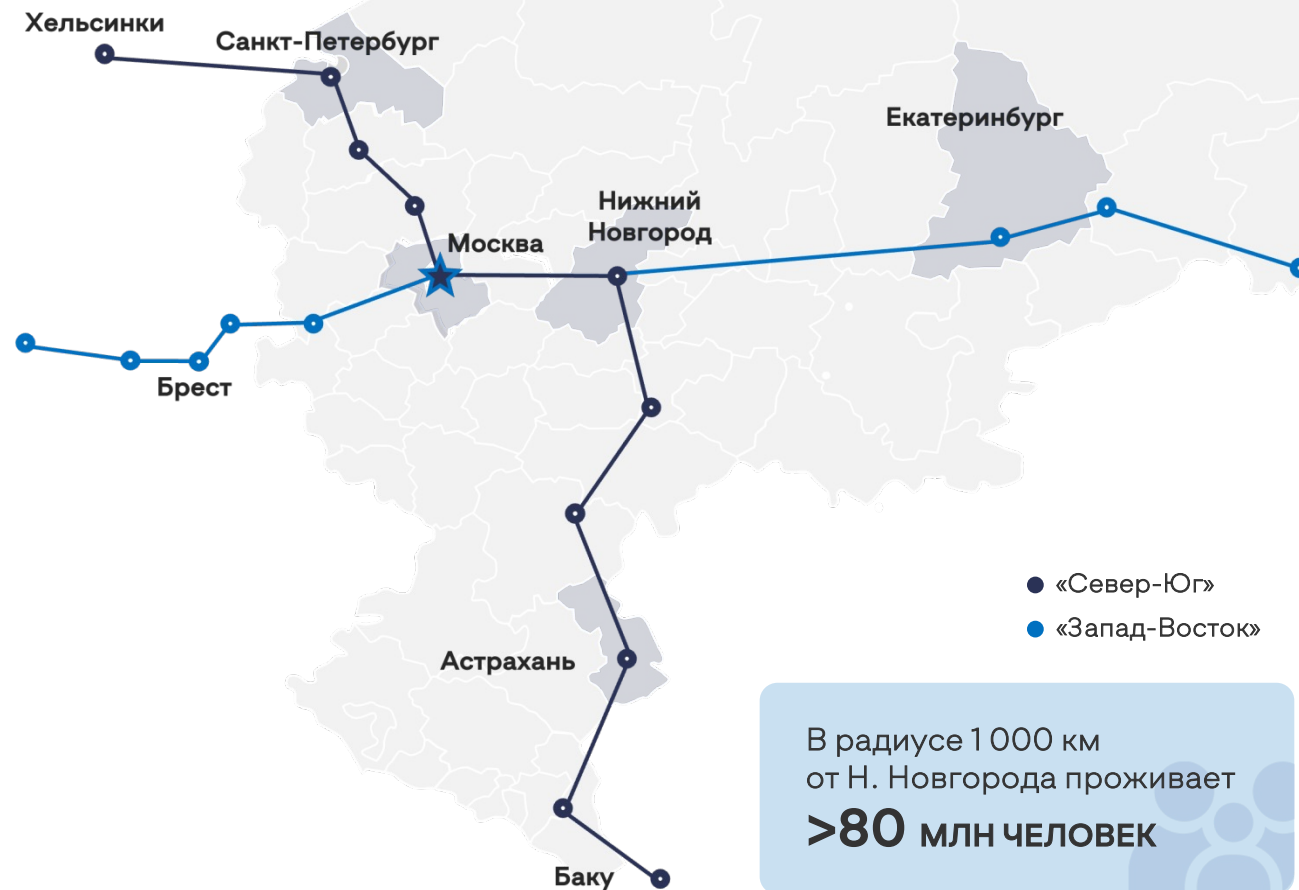 Хельсинки
Санкт-Петербург
Екатеринбург
Нижний
Новгород
Москва
Брест
«Север-Юг»
«Запад-Восток»
Астрахань
В радиусе 1 000 км
от Н. Новгорода проживает
>80 МЛН ЧЕЛОВЕК
Баку